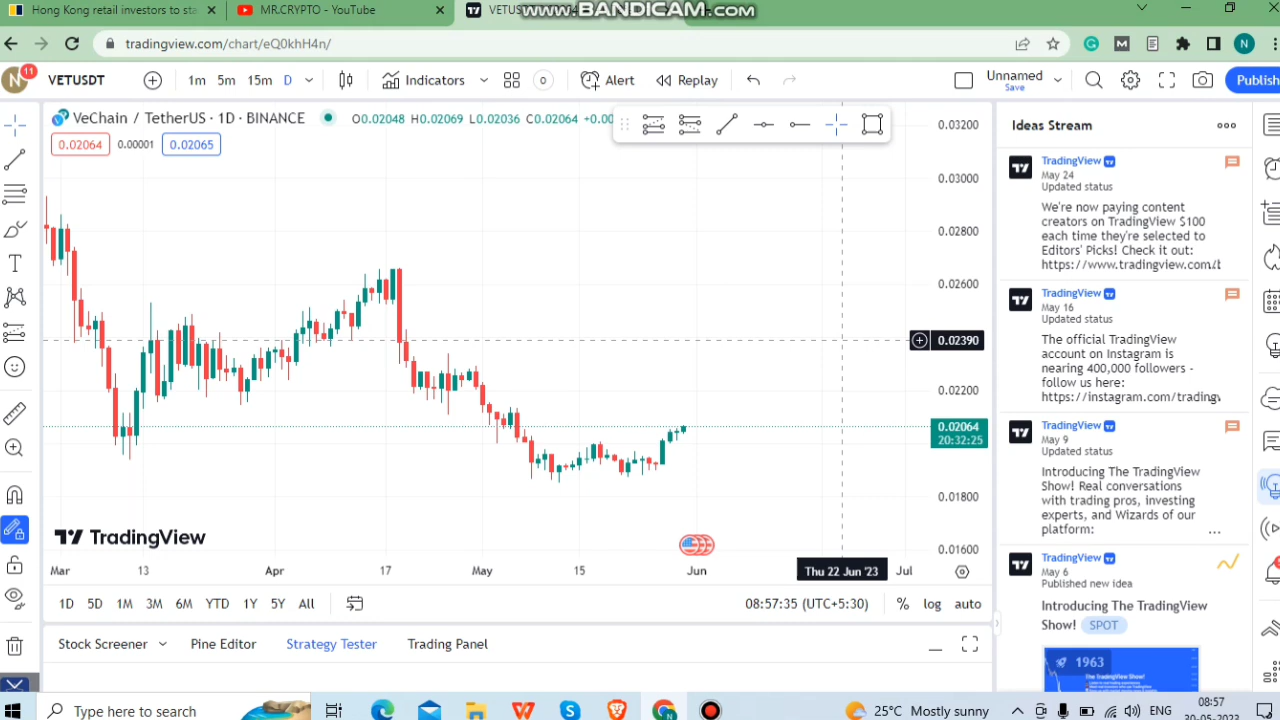 Hong Kong retail investors to sta
MR.CRYPTO - YouTube
VETUS
www.BANDICAM.com
tradingview.com/chart/eQ0khH4n/
N
N
11
VETUSDT
1m 5m 15m D
Indicators
0
Alert
Replay
Unnamed
Save
Publish
VeChain / TetherUS · 1D · BINANCE
O0.02048 H0.02069 L0.02036 C0.02064 +0.00
0.02064 0.00001 0.02065
0.03200
0.03000
0.02800
0.02600
0.02390
0.02200
0.02064
20:32:25
0.01800
0.01600
TradingView
Mar 13 Apr 17 May 15 Jun Thu 22 Jun '23 Jul
1D 5D 1M 3M 6M YTD 1Y 5Y All
08:57:35 (UTC+5:30) % log auto
Stock Screener Pine Editor Strategy Tester Trading Panel
Ideas Stream
TradingView
May 24
Updated status
We're now paying content
creators on TradingView $100
each time they're selected to
Editors' Picks! Check it out:
https://www.tradingview.com/
TradingView
May 16
Updated status
The official TradingView
account on Instagram is
nearing 400,000 followers -
follow us here:
https://instagram.com/trading
TradingView
May 9
Updated status
Introducing The TradingView
Show! Real conversations
with trading pros, investing
experts, and Wizards of our
platform: ...
TradingView
May 6
Published new idea
Introducing The TradingView
Show! SPOT
1963
The TradingView Show!
Type here to search
25°C Mostly sunny
ENG
08:57